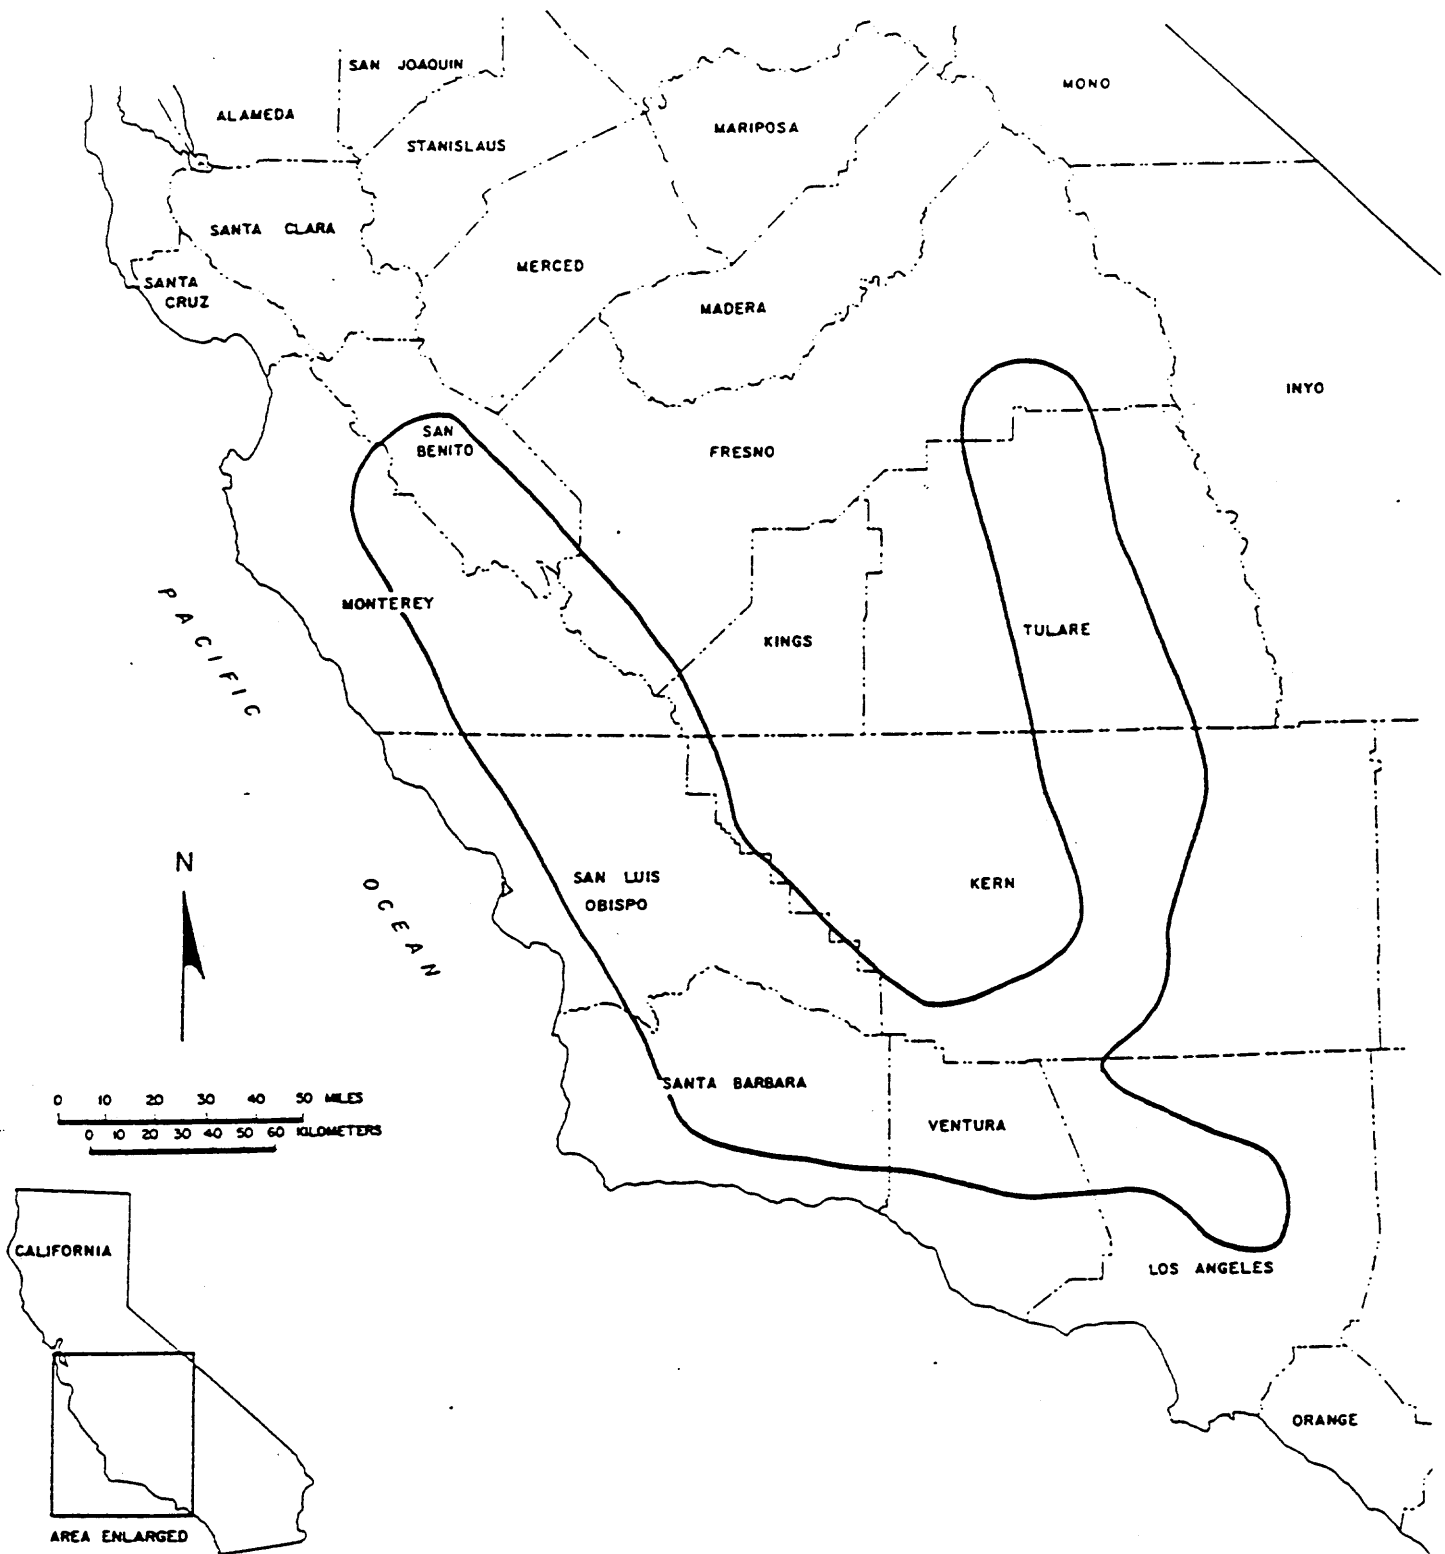 SAN JOAQUIN
MONO
ALAMEDA
STANISLAUS
MARIPOSA
SANTA CLARA
MERCED
SANTA
CRUZ
MADERA
INYO
SAN
BENITO
FRESNO
MONTEREY
KINGS
TULARE
PACIFIC
OCEAN
N
SAN LUIS
OBISPO
KERN
SANTA BARBARA
VENTURA
0 10 20 30 40 50 MILES
0 10 20 30 40 50 60 KILOMETERS
CALIFORNIA
LOS ANGELES
ORANGE
AREA ENLARGED